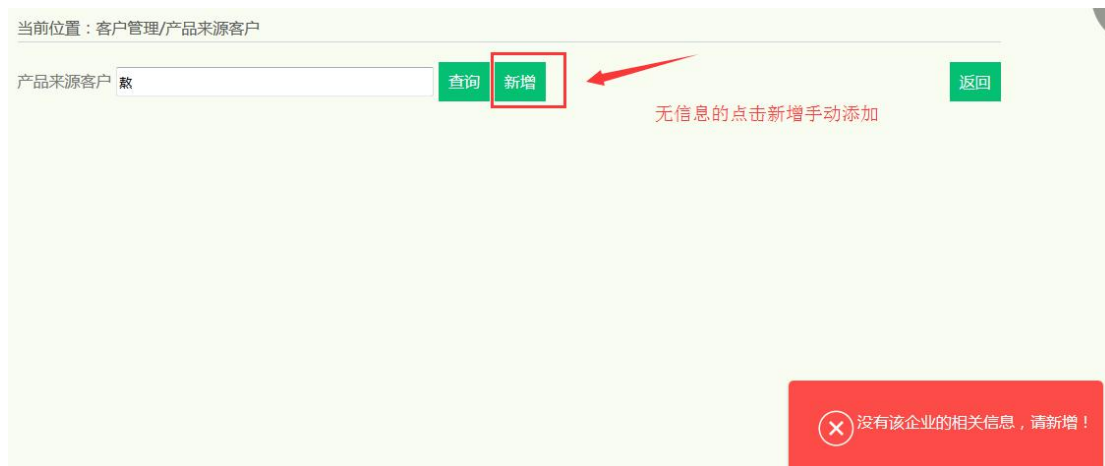 当前位置：客户管理/产品来源客户
产品来源客户 熬 查询 新增 返回
无信息的点击新增手动添加
没有该企业的相关信息，请新增！